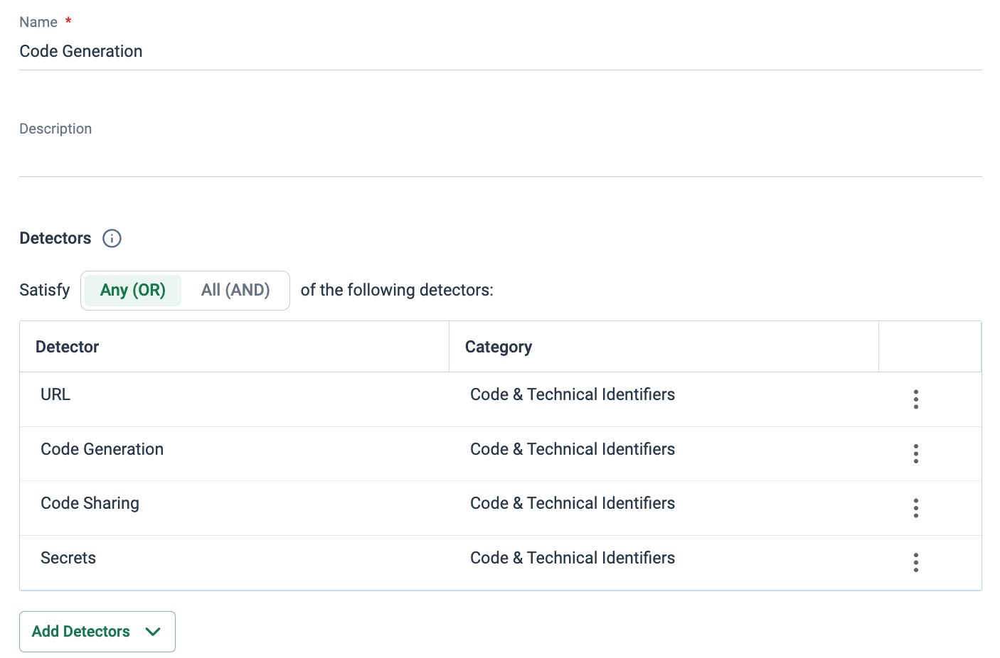 Name *
Code Generation
Description
Detectors
Satisfy Any (OR) All (AND) of the following detectors:
Detector Category
URL Code & Technical Identifiers
Code Generation Code & Technical Identifiers
Code Sharing Code & Technical Identifiers
Secrets Code & Technical Identifiers
Add Detectors